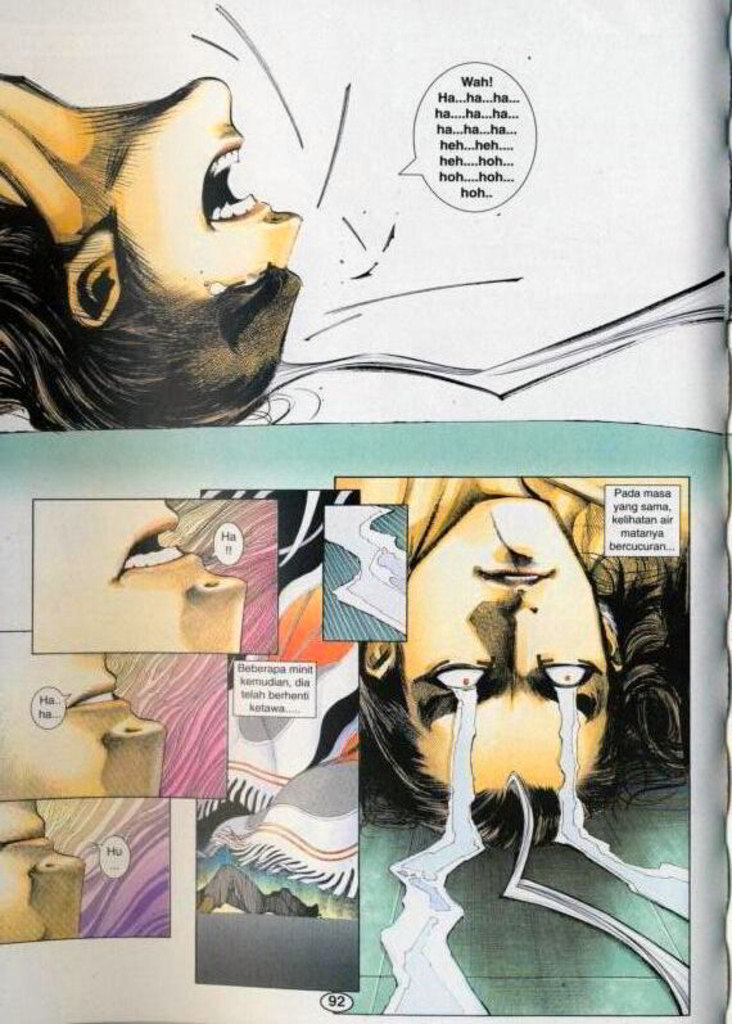 Wah!
Ha...ha...ha...
ha....ha...ha...
ha...ha...ha...
heh...heh....
heh....hoh...
hoh....hoh...
hoh..
Ha
!!
Ha..
ha...
Hu
...
Beberapa minit
kemudian, dia
telah berhenti
ketawa.....
Pada masa
yang sama,
kelihatan air
matanya
bercucuran...
92